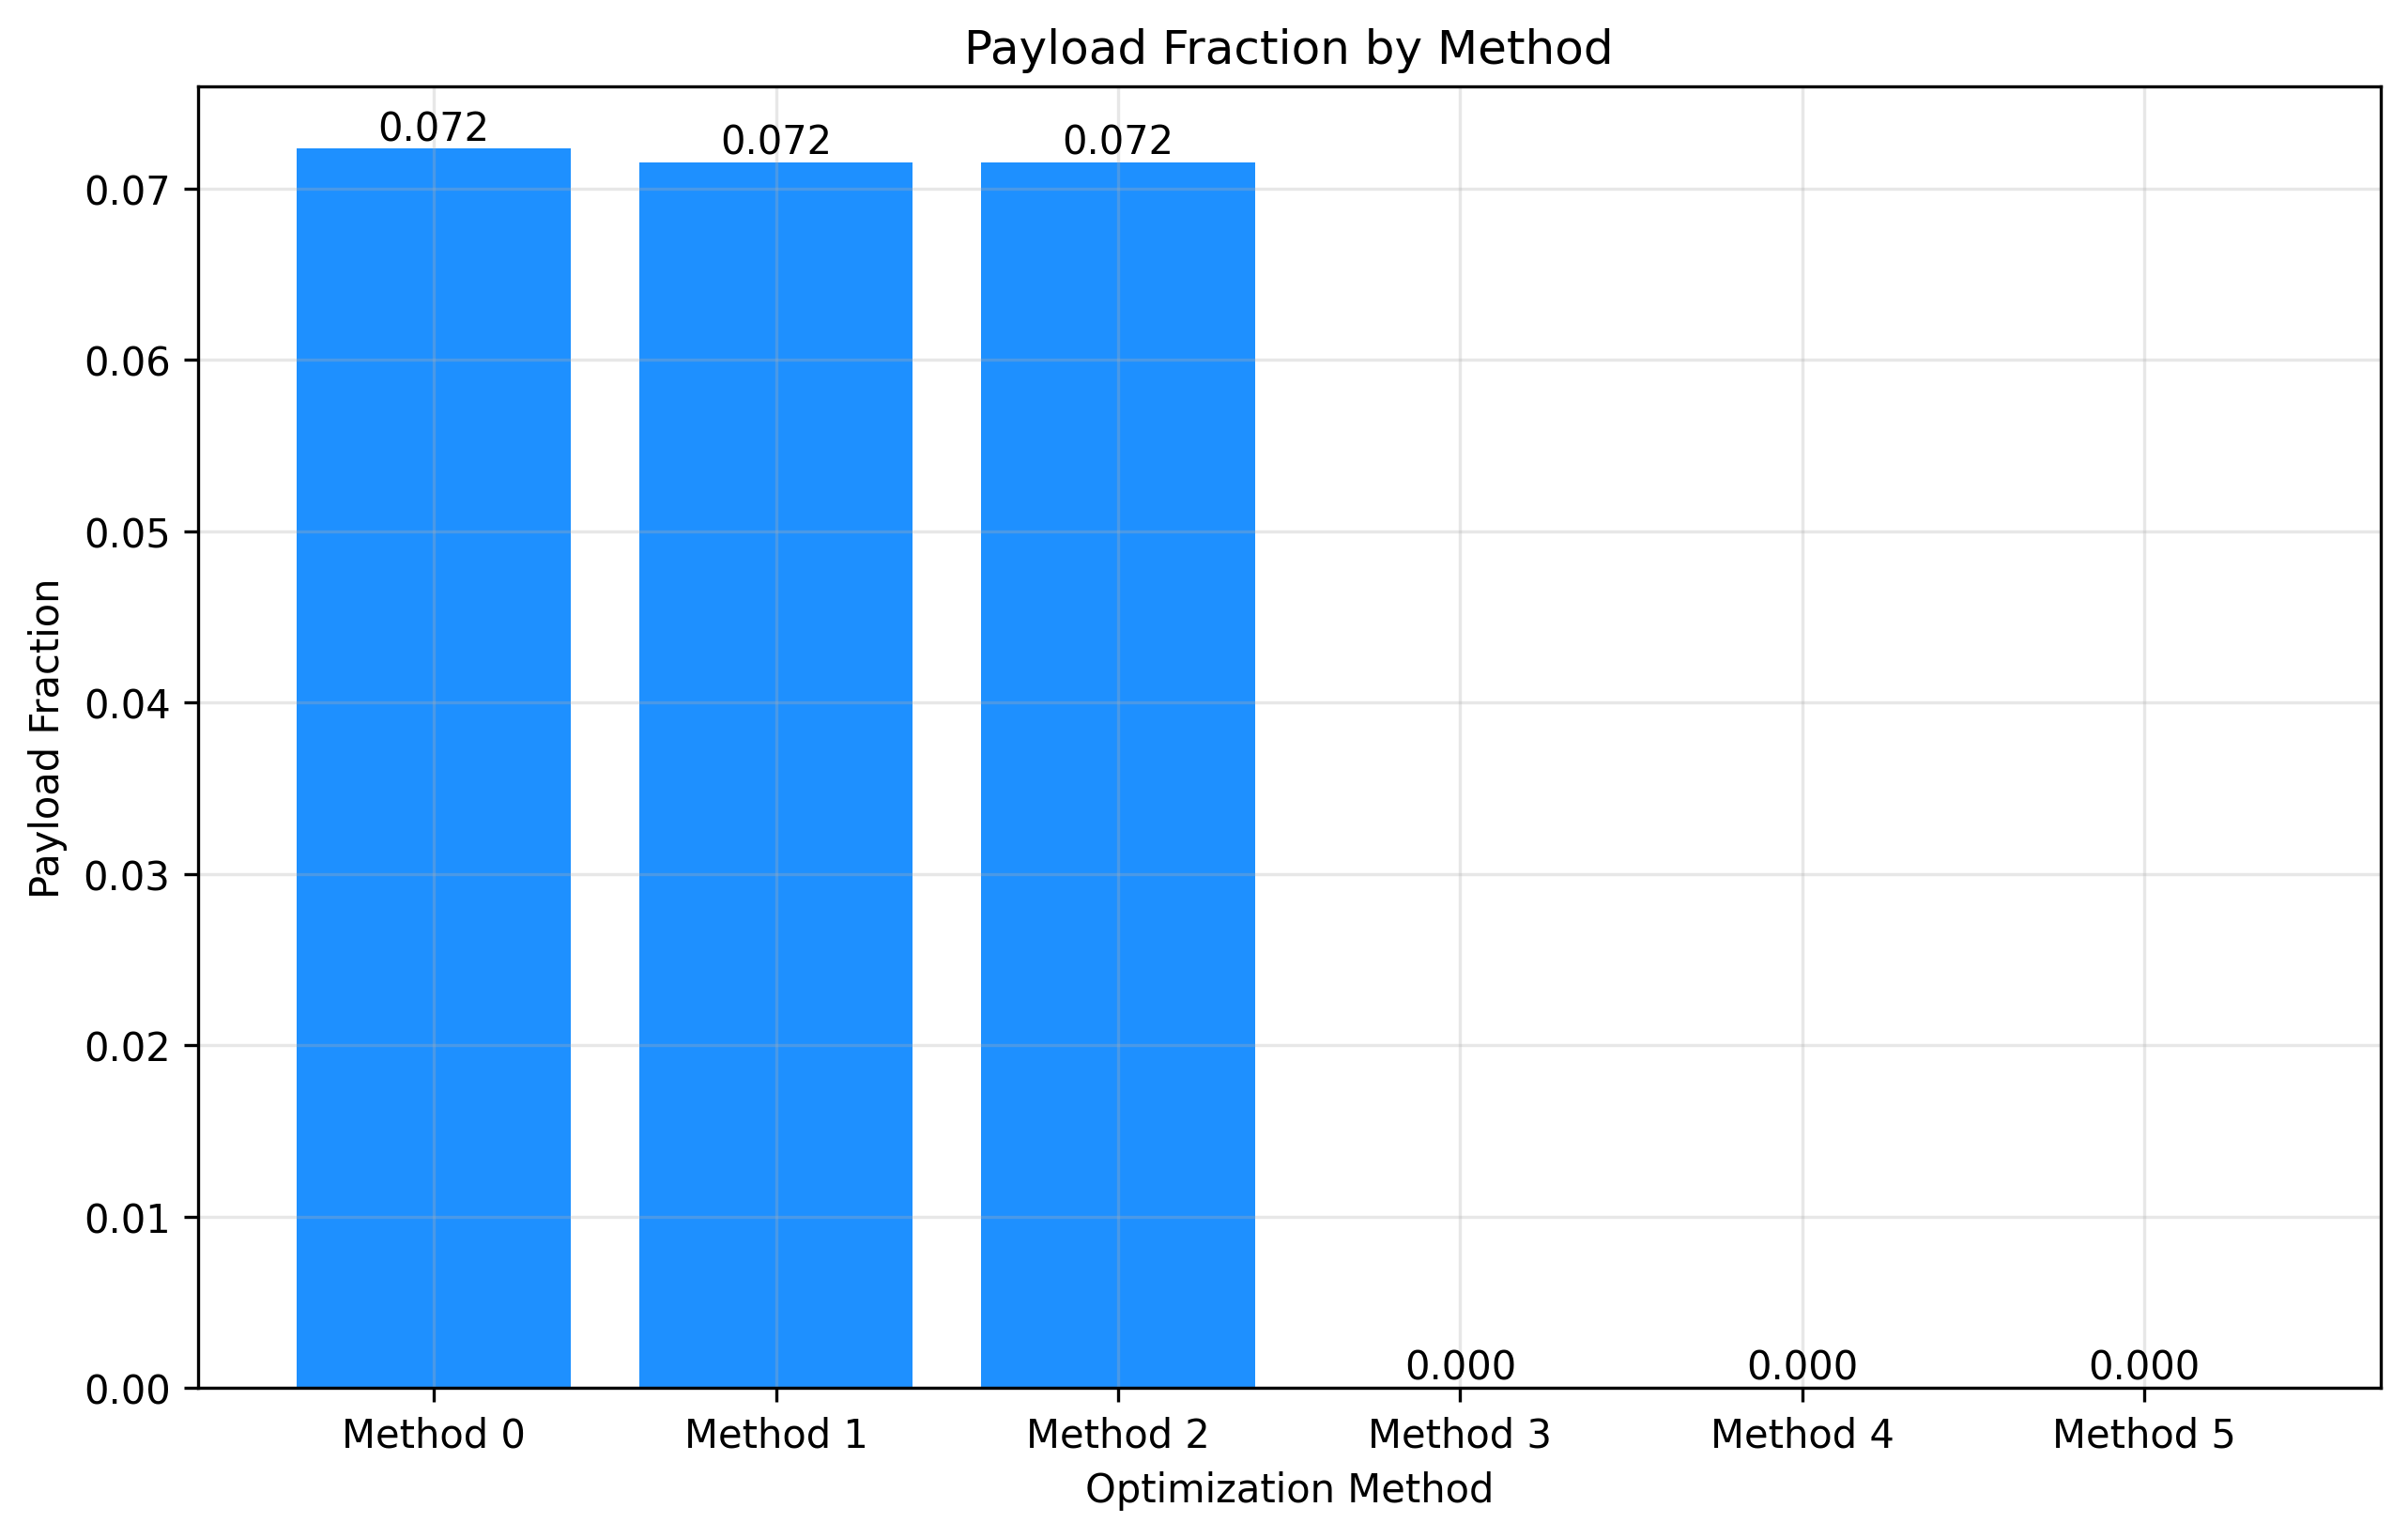 Payload Fraction by Method
0.072
0.072
0.072
0.000
0.000
0.000
0.07
0.06
0.05
0.04
0.03
0.02
0.01
0.00
Payload Fraction
Method 0
Method 1
Method 2
Method 3
Method 4
Method 5
Optimization Method